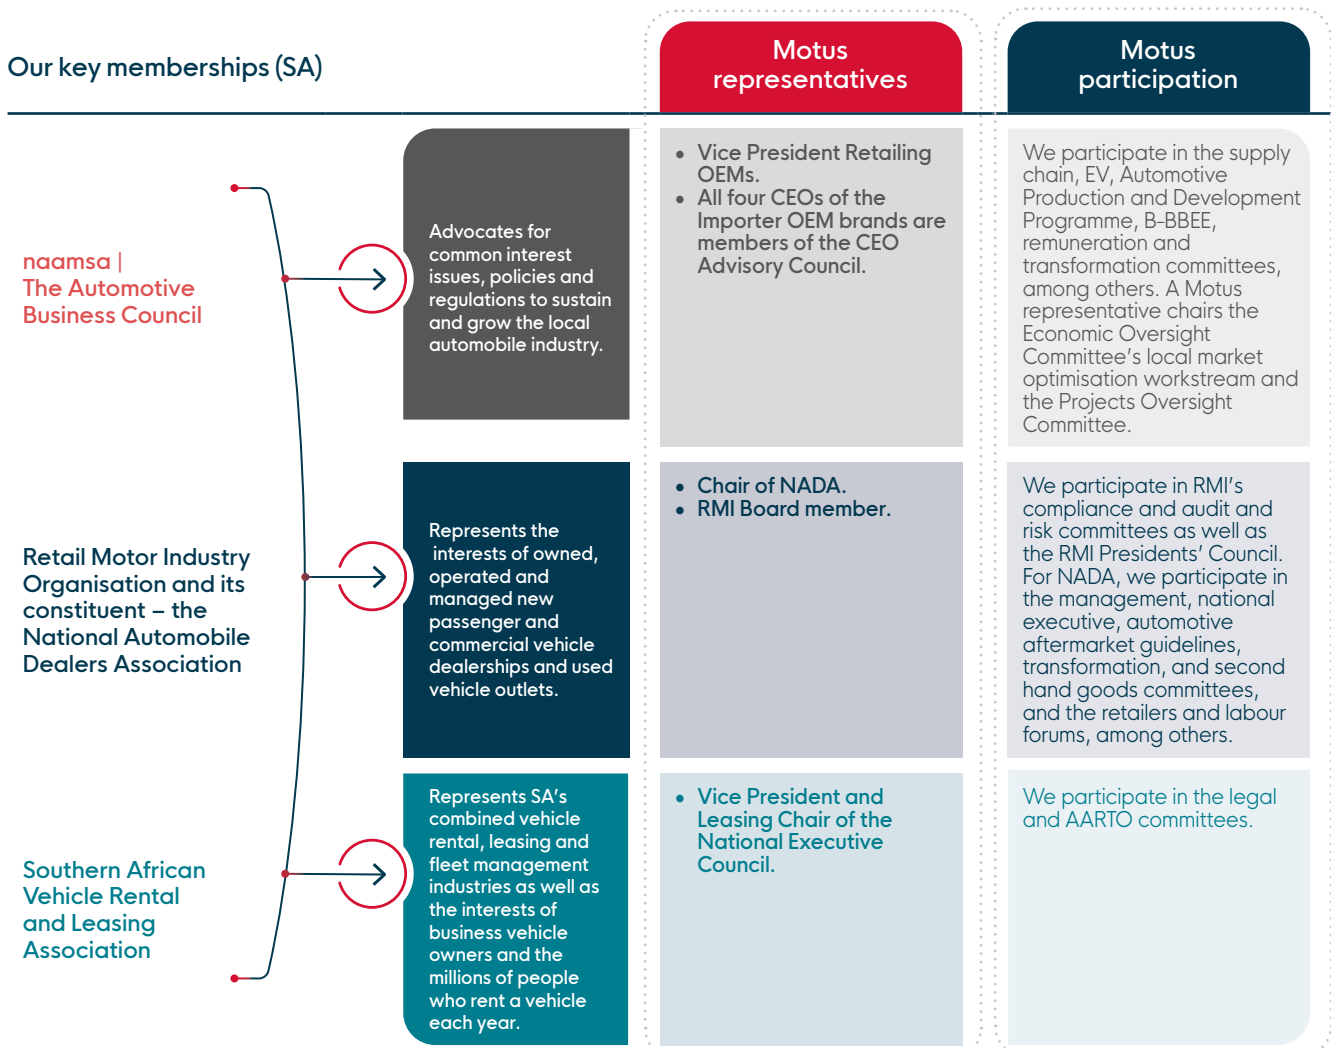 Our key memberships (SA)
Motus
representatives
Motus
participation
naamsa |
The Automotive
Business Council
Advocates for
common interest
issues, policies and
regulations to sustain
and grow the local
automobile industry.
• Vice President Retailing
OEMs.
• All four CEOs of the
Importer OEM brands are
members of the CEO
Advisory Council.
We participate in the supply
chain, EV, Automotive
Production and Development
Programme, B-BBEE,
remuneration and
transformation committees,
among others. A Motus
representative chairs the
Economic Oversight
Committee's local market
optimisation workstream and
the Projects Oversight
Committee.
Retail Motor Industry
Organisation and its
constituent – the
National Automobile
Dealers Association
Represents the
interests of owned,
operated and
managed new
passenger and
commercial vehicle
dealerships and used
vehicle outlets.
• Chair of NADA.
• RMI Board member.
We participate in RMI's
compliance and audit and
risk committees as well as
the RMI Presidents' Council.
For NADA, we participate in
the management, national
executive, automotive
aftermarket guidelines,
transformation, and second
hand goods committees,
and the retailers and labour
forums, among others.
Southern African
Vehicle Rental
and Leasing
Association
Represents SA's
combined vehicle
rental, leasing and
fleet management
industries as well as
the interests of
business vehicle
owners and the
millions of people
who rent a vehicle
each year.
• Vice President and
Leasing Chair of the
National Executive
Council.
We participate in the legal
and AARTO committees.